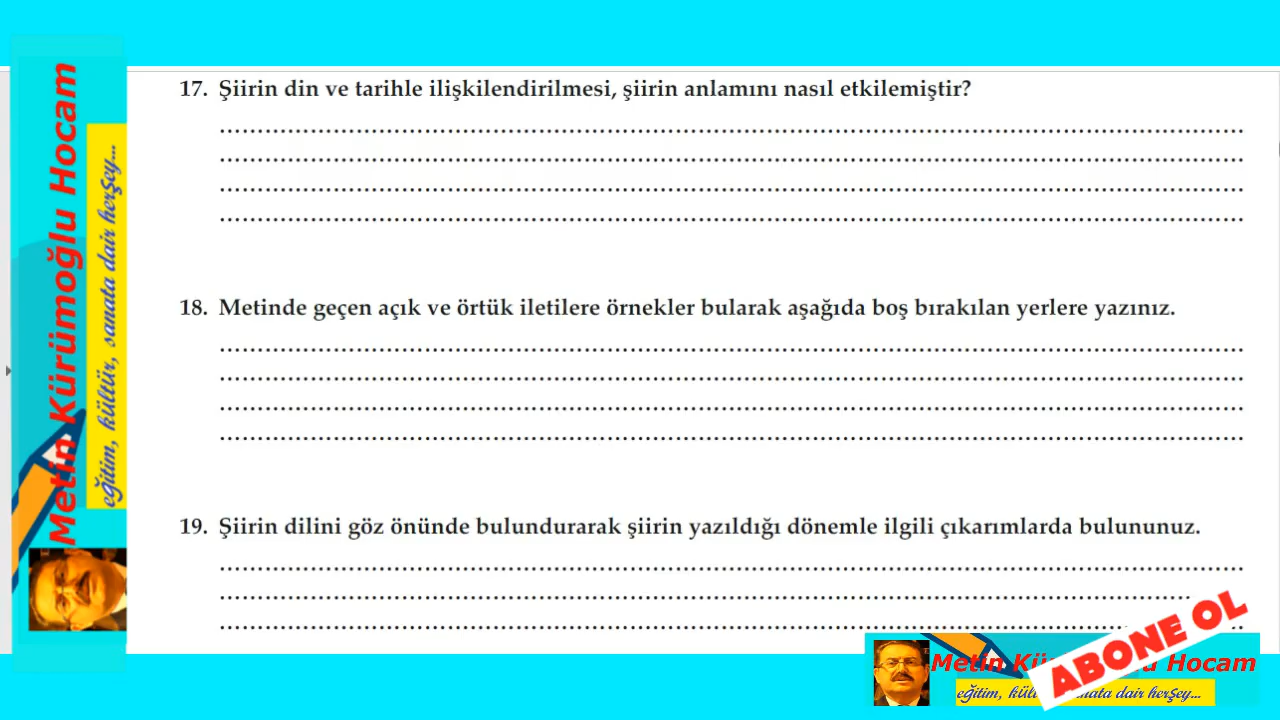 Metin Kürümoğlu Hocam
eğitim, kültür, sanata dair herşey...
17. Şiirin din ve tarihle ilişkilendirilmesi, şiirin anlamını nasıl etkilemiştir?
18. Metinde geçen açık ve örtük iletilere örnekler bularak aşağıda boş bırakılan yerlere yazınız.
19. Şiirin dilini göz önünde bulundurarak şiirin yazıldığı dönemle ilgili çıkarımlarda bulununuz.
ABONE OL
Metin Hocam
eğitim, dair herşey...